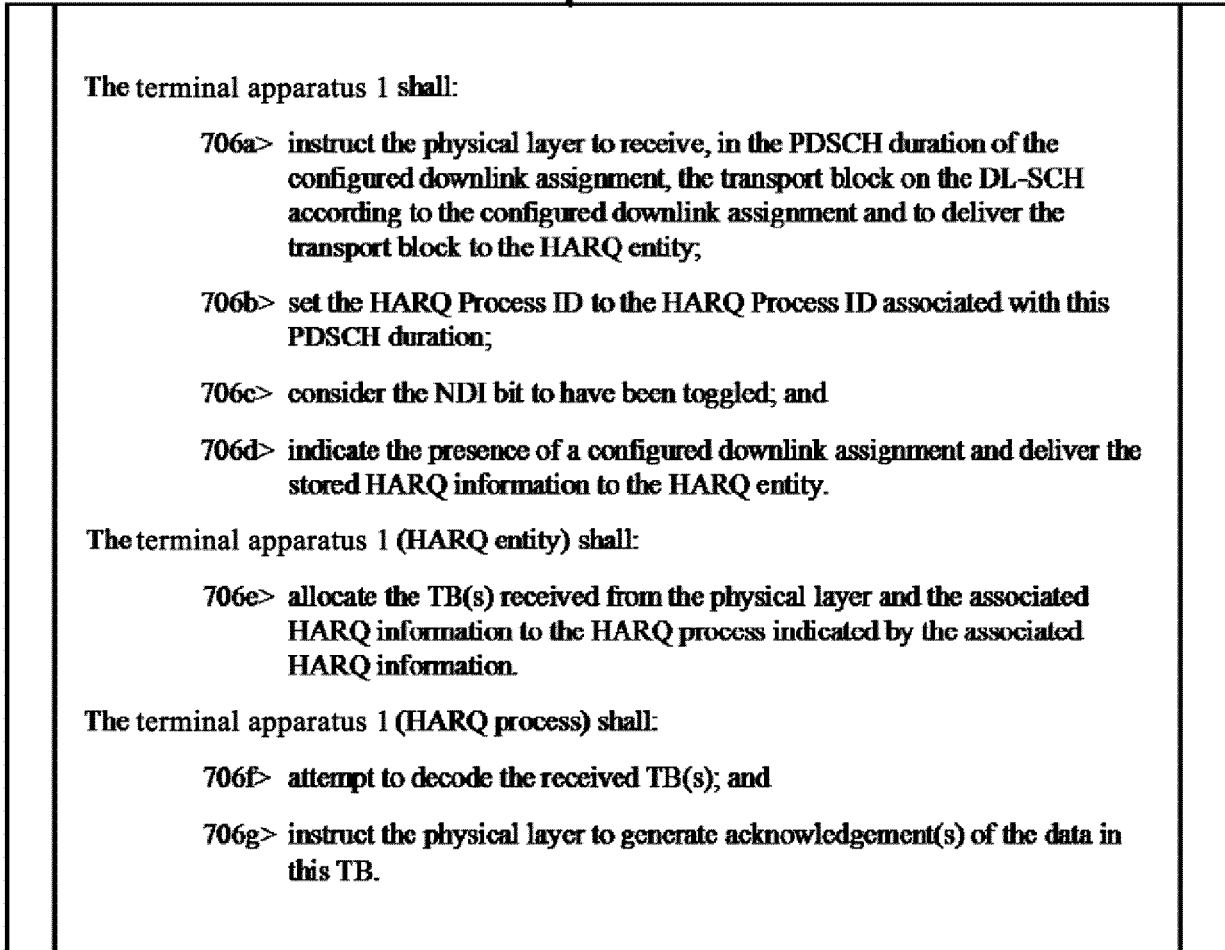 The terminal apparatus 1 shall:
706a> instruct the physical layer to receive, in the PDSCH duration of the
configured downlink assignment, the transport block on the DL-SCH
according to the configured downlink assignment and to deliver the
transport block to the HARQ entity;
706b> set the HARQ Process ID to the HARQ Process ID associated with this
PDSCH duration;
706c> consider the NDI bit to have been toggled; and
706d> indicate the presence of a configured downlink assignment and deliver the
stored HARQ information to the HARQ entity.
The terminal apparatus 1 (HARQ entity) shall:
706e> allocate the TB(s) received from the physical layer and the associated
HARQ information to the HARQ process indicated by the associated
HARQ information.
The terminal apparatus 1 (HARQ process) shall:
706f> attempt to decode the received TB(s); and
706g> instruct the physical layer to generate acknowledgement(s) of the data in
this TB.